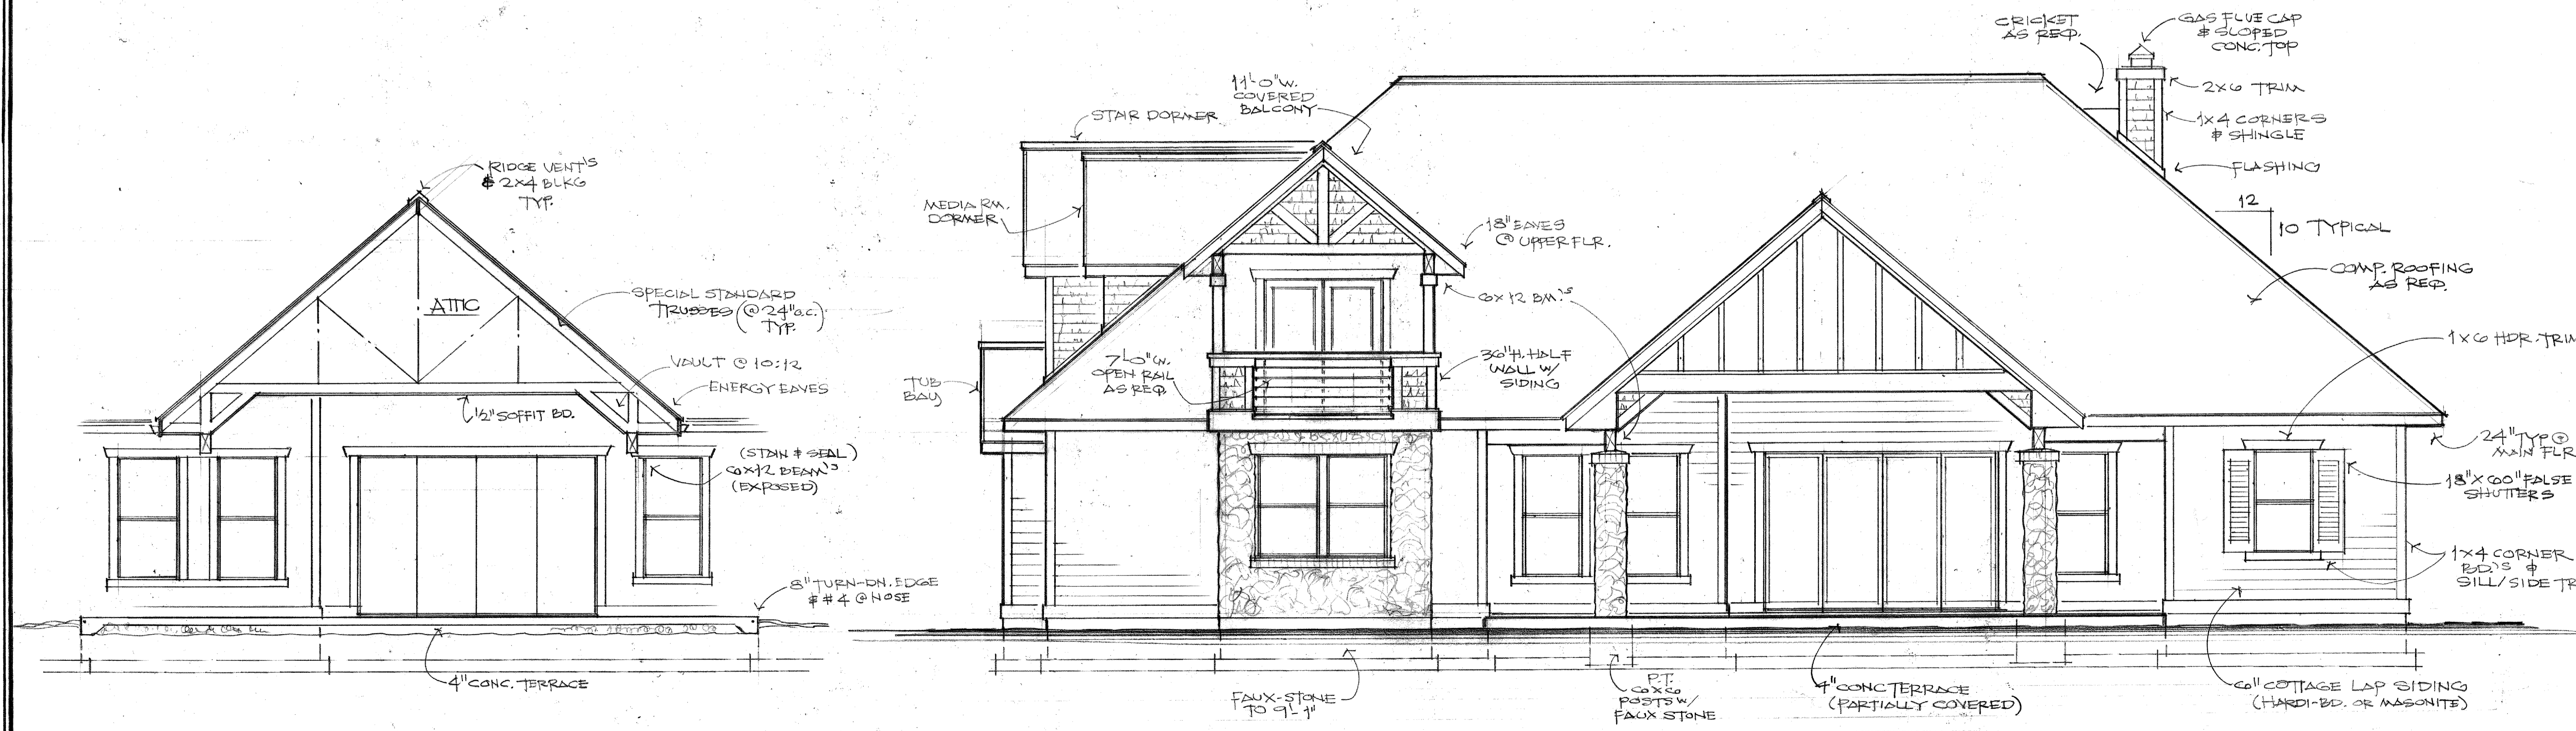 RIDGE VENT'S
& 2X4 BLKG
TYP.
ATTIC
SPECIAL STANDARD
TRUSSES (@ 24"o.c.)
TYP.
VAULT @ 10:12
ENERGY EAVES
1/2" SOFFIT BD.
(STAIN & SEAL)
6X12 BEAM'S
(EXPOSED)
8" TURN-DN. EDGE
& #4 @ NOSE
4" CONC. TERRACE
STAIR DORMER
11'-0" W.
COVERED
BALCONY
MEDIA RM.
DORMER
18" EAVES
@ UPPER FLR.
6X12 BM.'S
7'-0" W.
OPEN RAIL
AS REQ.
36" H. HALF
WALL W/
SIDING
TUB
BAY
FAUX-STONE
TO 9'-1"
P.T.
6X6
POSTS W/
FAUX STONE
4" CONC TERRACE
(PARTIALLY COVERED)
CRICKET
AS REQ.
GAS FLUE CAP
& SLOPED
CONC. TOP
2X6 TRIM
1X4 CORNERS
& SHINGLE
FLASHING
12
10 TYPICAL
COMP. ROOFING
AS REQ.
1X6 HDR. TRIM
24" TYP @
MAIN FLR
18" X 60" FALSE
SHUTTERS
1X4 CORNER
BD.'S &
SILL/SIDE TR
6" COTTAGE LAP SIDING
(HARDI-BD. OR MASONITE)